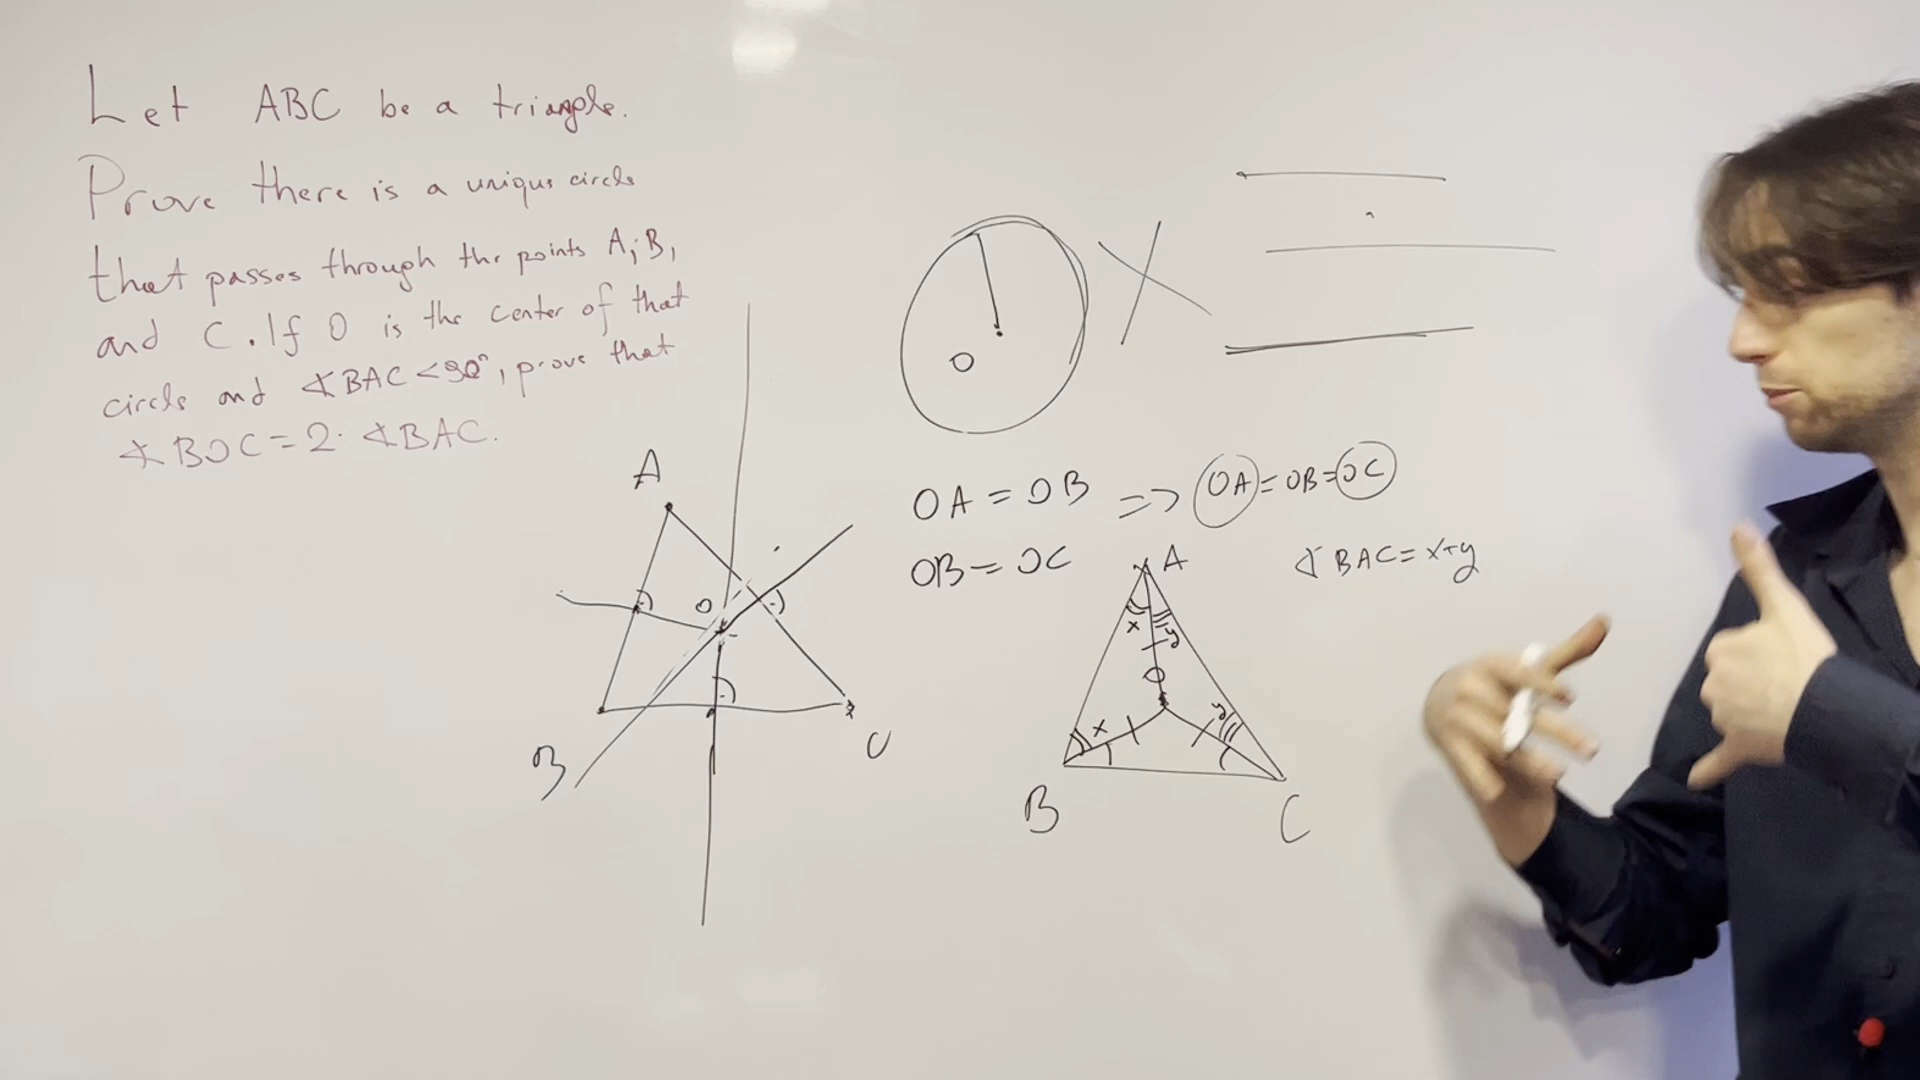 Let ABC be a triangle.
Prove there is a unique circle
that passes through the points A, B,
and C. If O is the center of that
circle and ∢BAC < 90°, prove that
∢BOC = 2· ∢BAC.
O
A
O
B
C
OA = OB => OA = OB = OC
OB = OC
∢BAC = x+y
A
x y
O
x y
B C